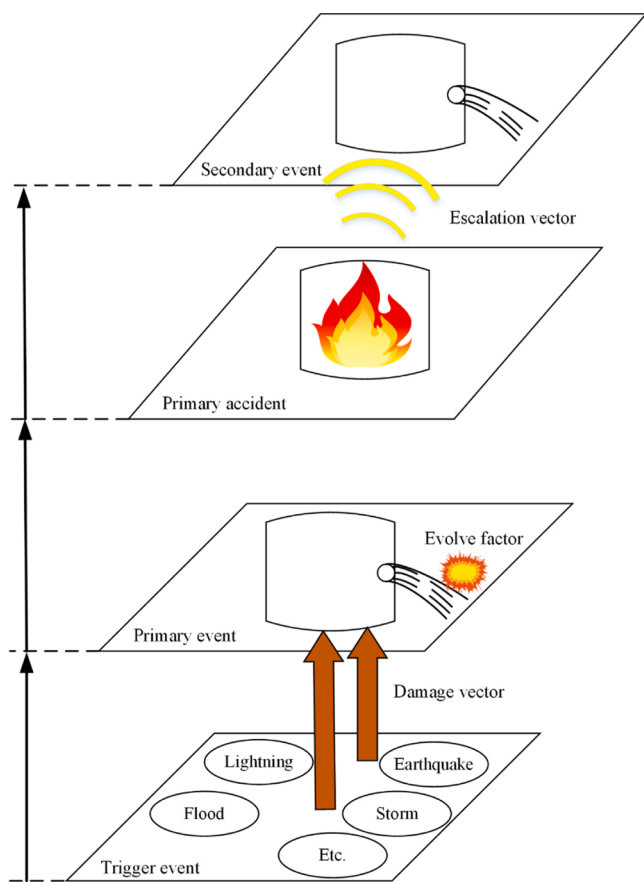 Secondary event
Escalation vector
Primary accident
Evolve factor
Primary event
Damage vector
Lightning
Earthquake
Flood
Storm
Etc.
Trigger event